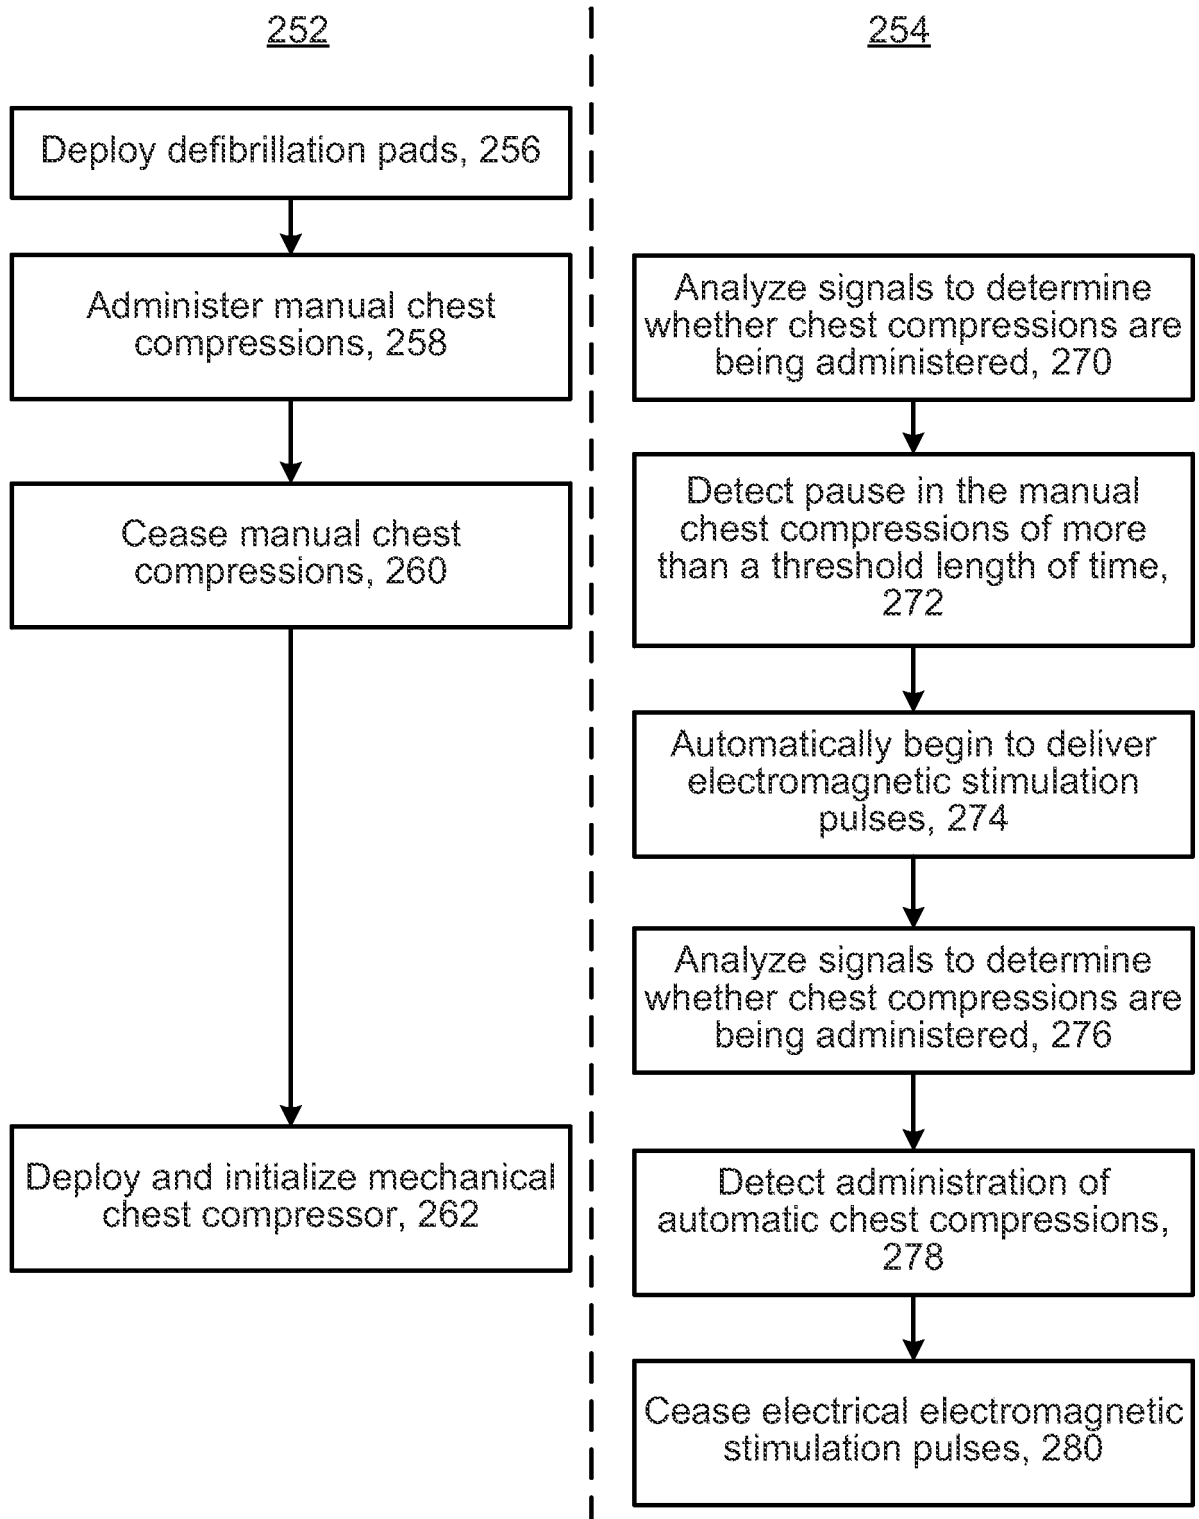 252
Deploy defibrillation pads, 256
Administer manual chest
compressions, 258
Cease manual chest
compressions, 260
Deploy and initialize mechanical
chest compressor, 262
254
Analyze signals to determine
whether chest compressions are
being administered, 270
Detect pause in the manual
chest compressions of more
than a threshold length of time,
272
Automatically begin to deliver
electromagnetic stimulation
pulses, 274
Analyze signals to determine
whether chest compressions are
being administered, 276
Detect administration of
automatic chest compressions,
278
Cease electrical electromagnetic
stimulation pulses, 280